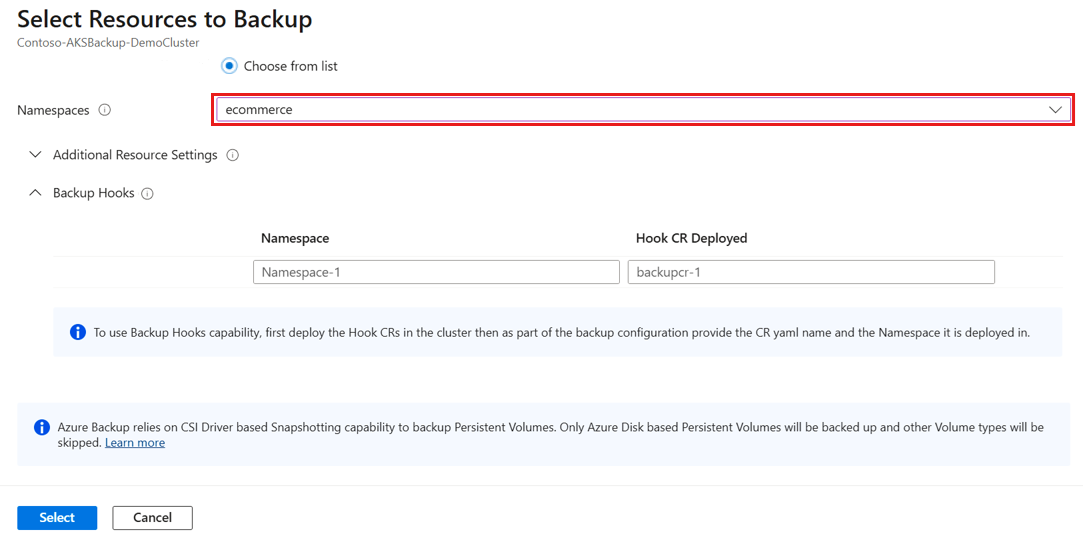 Select Resources to Backup
Contoso-AKSBackup-DemoCluster
Choose from list
Namespaces
ecommerce
Additional Resource Settings
Backup Hooks
Namespace Hook CR Deployed
Namespace-1 backupcr-1
To use Backup Hooks capability, first deploy the Hook CRs in the cluster then as part of the backup configuration provide the CR yaml name and the Namespace it is deployed in.
Azure Backup relies on CSI Driver based Snapshotting capability to backup Persistent Volumes. Only Azure Disk based Persistent Volumes will be backed up and other Volume types will be
skipped. Learn more
Select Cancel